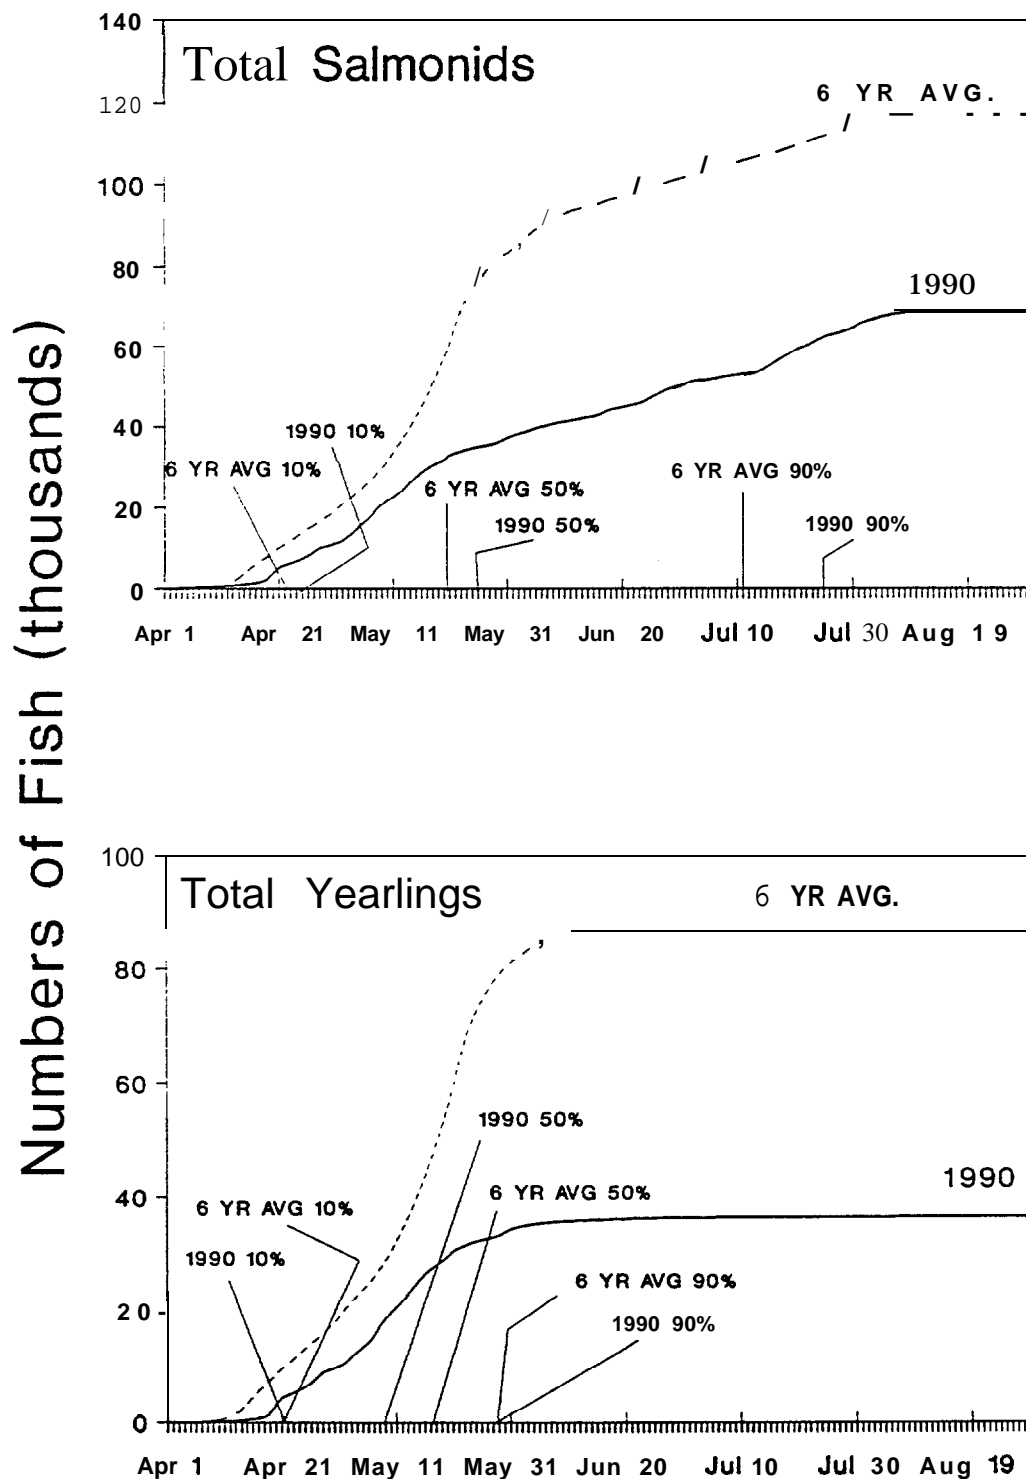 Numbers of Fish (thousands)
140
Total Salmonids
6 YR AVG.
120
100
80
1990
60
40
1990 10%
6 YR AVG 10%
6 YR AVG 90%
6 YR AVG 50%
20
1990 50%
1990 90%
0
Apr 1 Apr 21 May 11 May 31 Jun 20 Jul 10 Jul 30 Aug 19
100
Total Yearlings
6 YR AVG.
80
60
1990 50%
1990
40
6 YR AVG 50%
6 YR AVG 10%
1990 10%
6 YR AVG 90%
20
1990 90%
0
Apr 1 Apr 21 May 11 May 31 Jun 20 Jul 10 Jul 30 Aug 19